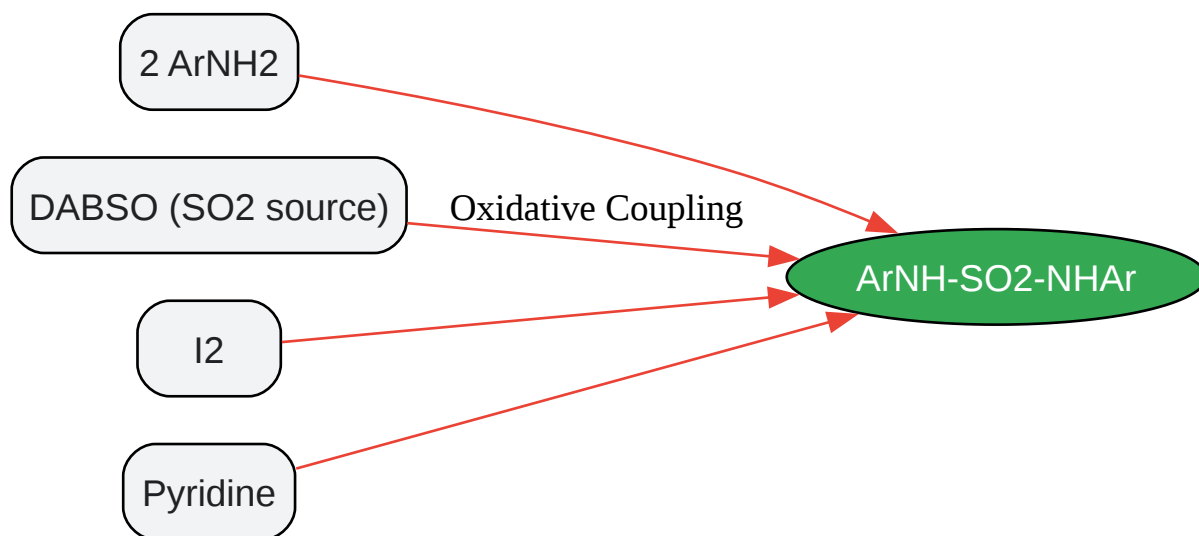 2 ArNH2
DABSO (SO2 source)
Oxidative Coupling
ArNH-SO2-NHAr
I2
Pyridine